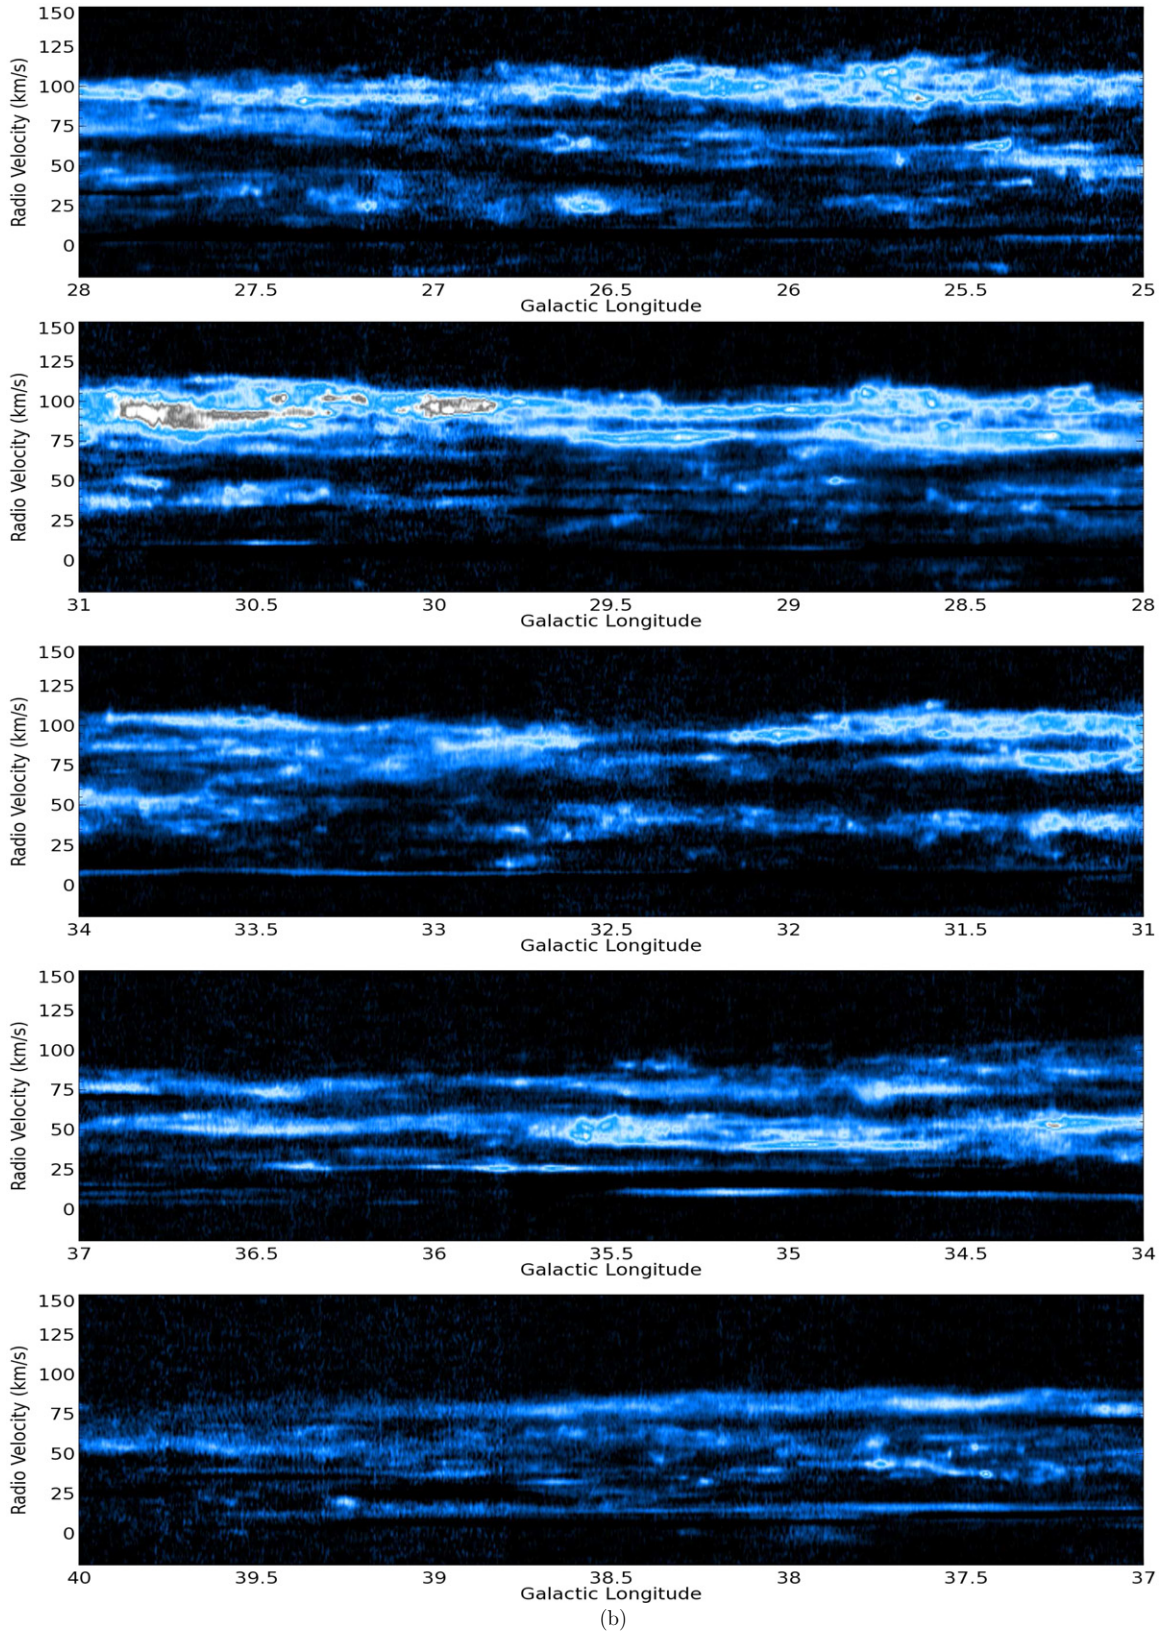 150
125
100
75
50
25
0
Radio Velocity (km/s)
28 27.5 27 26.5 26 25.5 25
Galactic Longitude
150
125
100
75
50
25
0
Radio Velocity (km/s)
31 30.5 30 29.5 29 28.5 28
Galactic Longitude
150
125
100
75
50
25
0
Radio Velocity (km/s)
34 33.5 33 32.5 32 31.5 31
Galactic Longitude
150
125
100
75
50
25
0
Radio Velocity (km/s)
37 36.5 36 35.5 35 34.5 34
Galactic Longitude
150
125
100
75
50
25
0
Radio Velocity (km/s)
40 39.5 39 38.5 38 37.5 37
Galactic Longitude
(b)